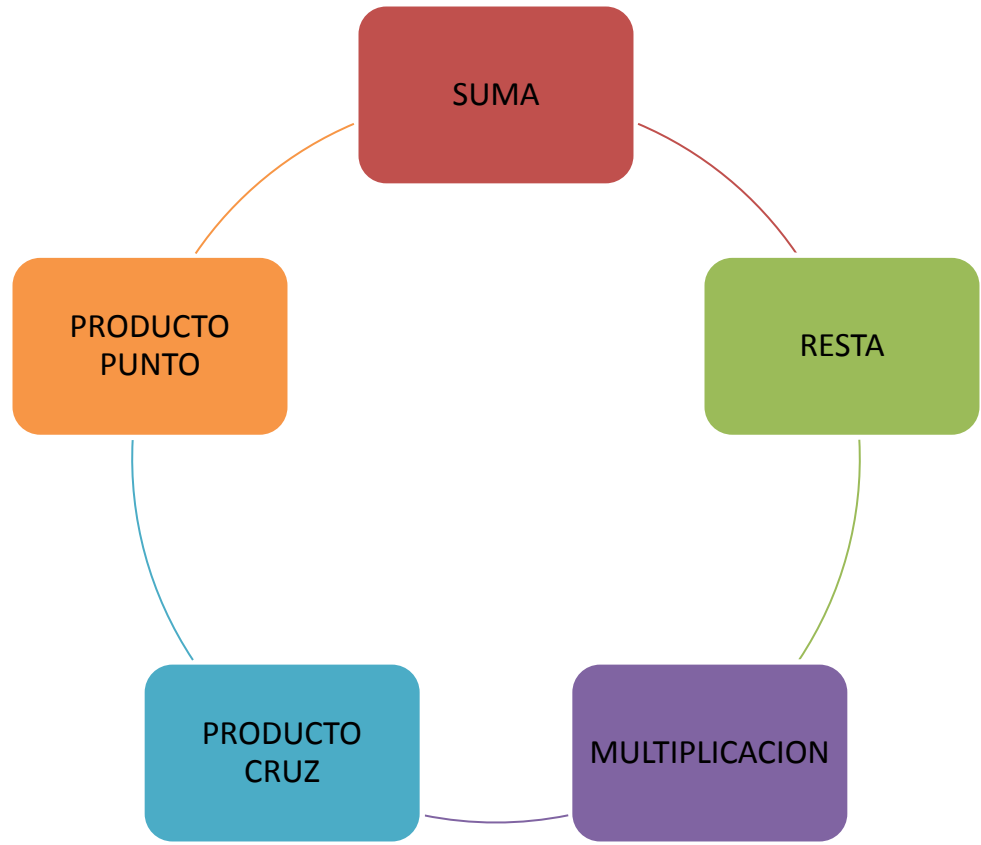 SUMA
RESTA
MULTIPLICACION
PRODUCTO
CRUZ
PRODUCTO
PUNTO